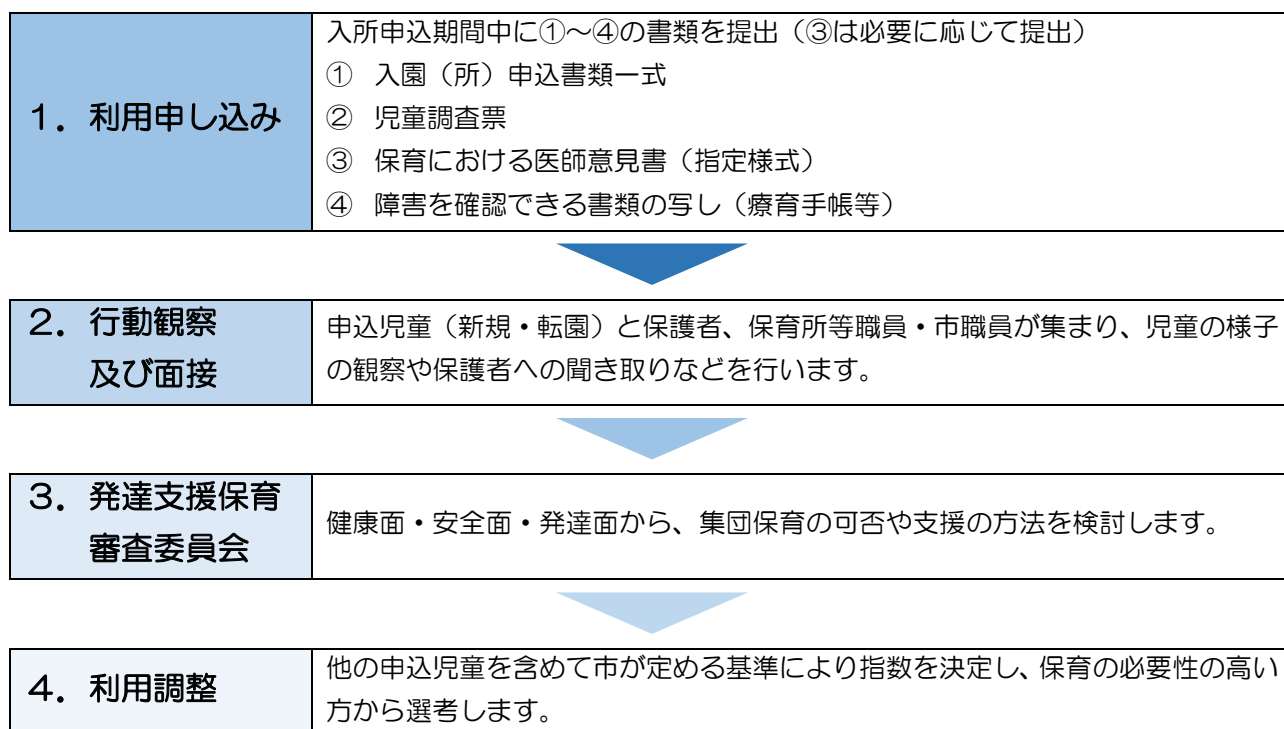 1．利用申し込み
入所申込期間中に①～④の書類を提出（③は必要に応じて提出）
① 入園（所）申込書類一式
② 児童調査票
③ 保育における医師意見書（指定様式）
④ 障害を確認できる書類の写し（療育手帳等）
2．行動観察
及び面接
申込児童（新規・転園）と保護者、保育所等職員・市職員が集まり、児童の様子
の観察や保護者への聞き取りなどを行います。
3．発達支援保育
審査委員会
健康面・安全面・発達面から、集団保育の可否や支援の方法を検討します。
4．利用調整
他の申込児童を含めて市が定める基準により指数を決定し、保育の必要性の高い
方から選考します。